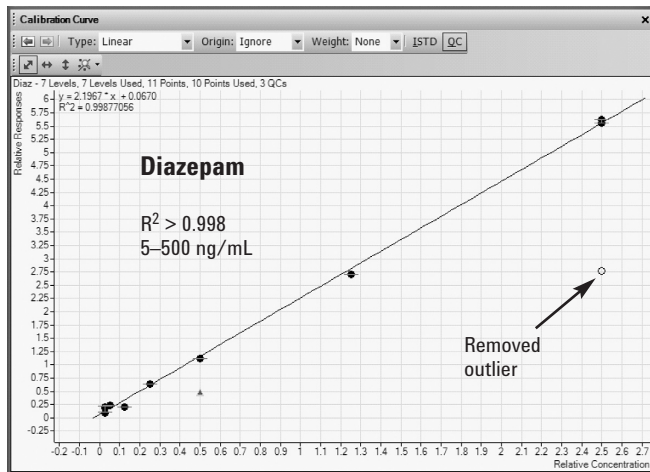 Calibration Curve
Type: Linear Origin: Ignore Weight: None ISTD QC
Diaz - 7 Levels, 7 Levels Used, 11 Points, 10 Points Used, 3 QCs
y = 2.1967 * x + 0.0670
R^2 = 0.99877056
Relative Responses
6
5.75
5.5
5.25
5
4.75
4.5
4.25
4
3.75
3.5
3.25
3
2.75
2.5
2.25
2
1.75
1.5
1.25
1
0.75
0.5
0.25
0
-0.25
Diazepam
R² > 0.998
5–500 ng/mL
Removed
outlier
-0.2 -0.1 0 0.1 0.2 0.3 0.4 0.5 0.6 0.7 0.8 0.9 1 1.1 1.2 1.3 1.4 1.5 1.6 1.7 1.8 1.9 2 2.1 2.2 2.3 2.4 2.5 2.6 2.7
Relative Concentration